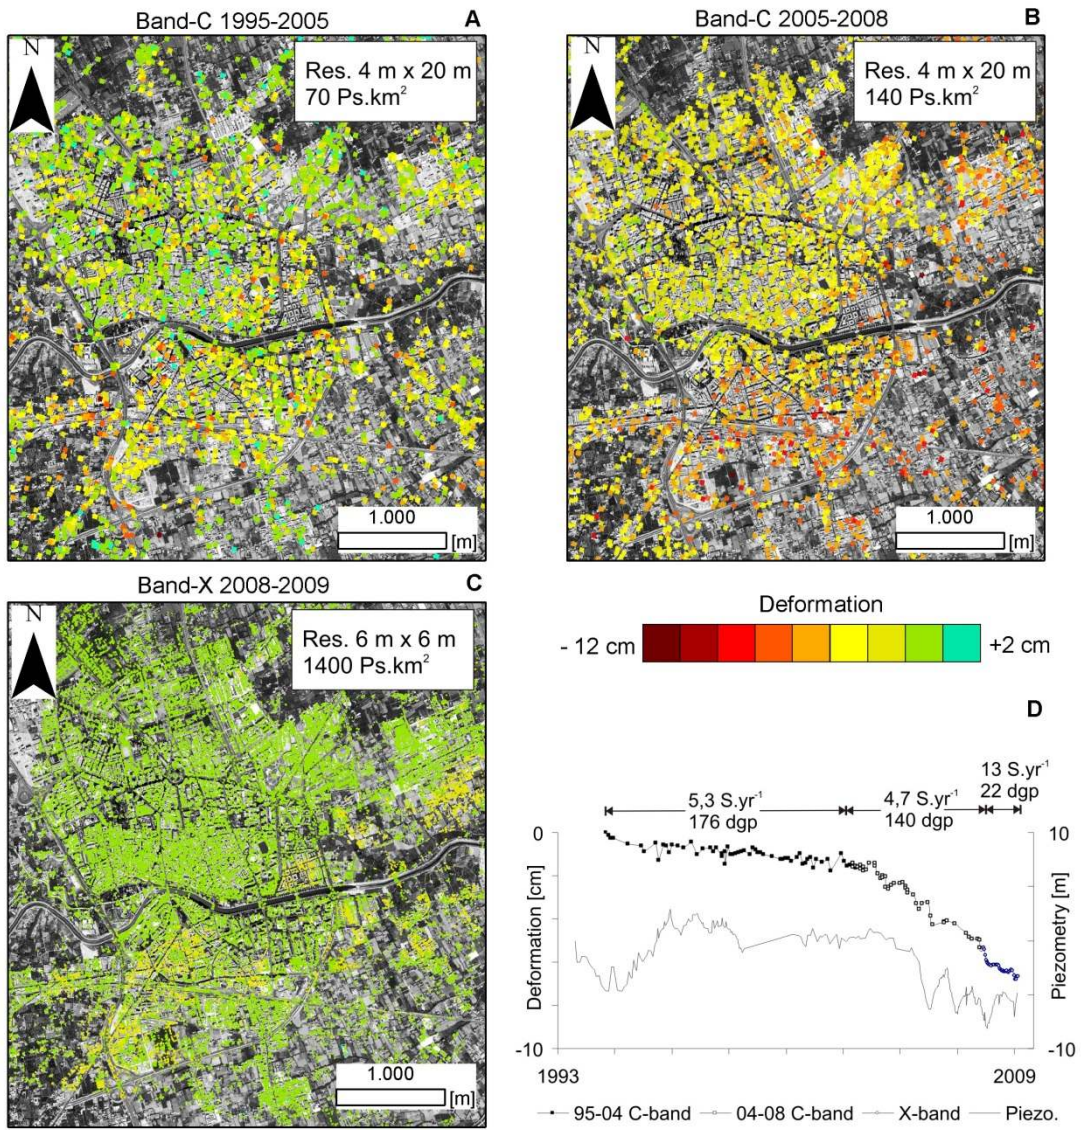 Band-C 1995-2005
A
N
Res. 4 m x 20 m
70 Ps.km²
1.000
[m]
Band-C 2005-2008
B
N
Res. 4 m x 20 m
140 Ps.km²
1.000
[m]
Band-X 2008-2009
C
N
Res. 6 m x 6 m
1400 Ps.km²
1.000
[m]
Deformation
- 12 cm
+2 cm
D
5,3 S.yr⁻¹
176 dgp
4,7 S.yr⁻¹
140 dgp
13 S.yr⁻¹
22 dgp
0
-10
Deformation [cm]
10
-10
Piezometry [m]
1993
2009
95-04 C-band
04-08 C-band
X-band
Piezo.